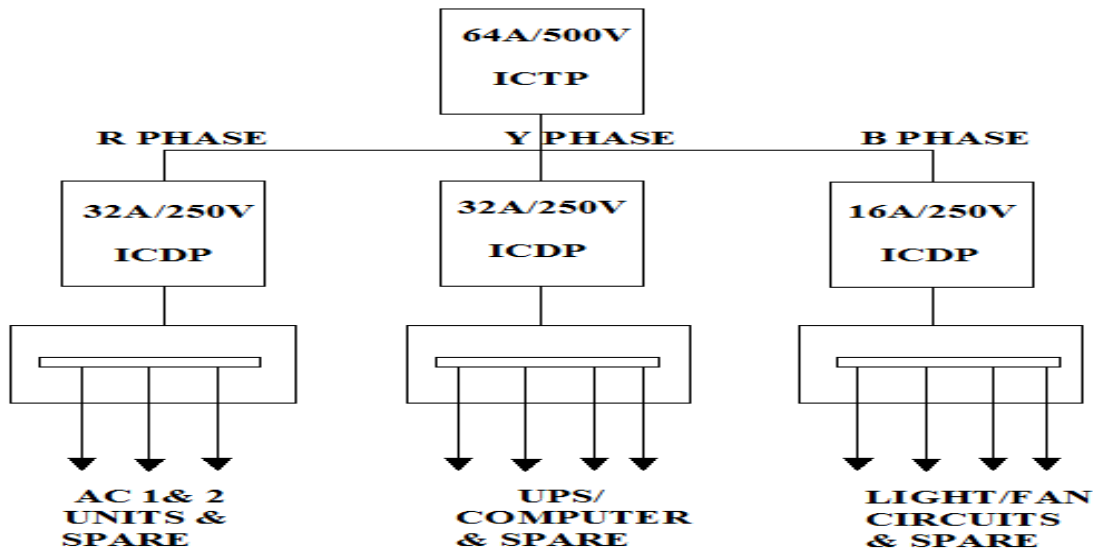 64A/500V
ICTP
R PHASE
Y PHASE
B PHASE
32A/250V
ICDP
32A/250V
ICDP
16A/250V
ICDP
AC 1& 2
UNITS &
SPARE
UPS/
COMPUTER
& SPARE
LIGHT/FAN
CIRCUITS
& SPARE